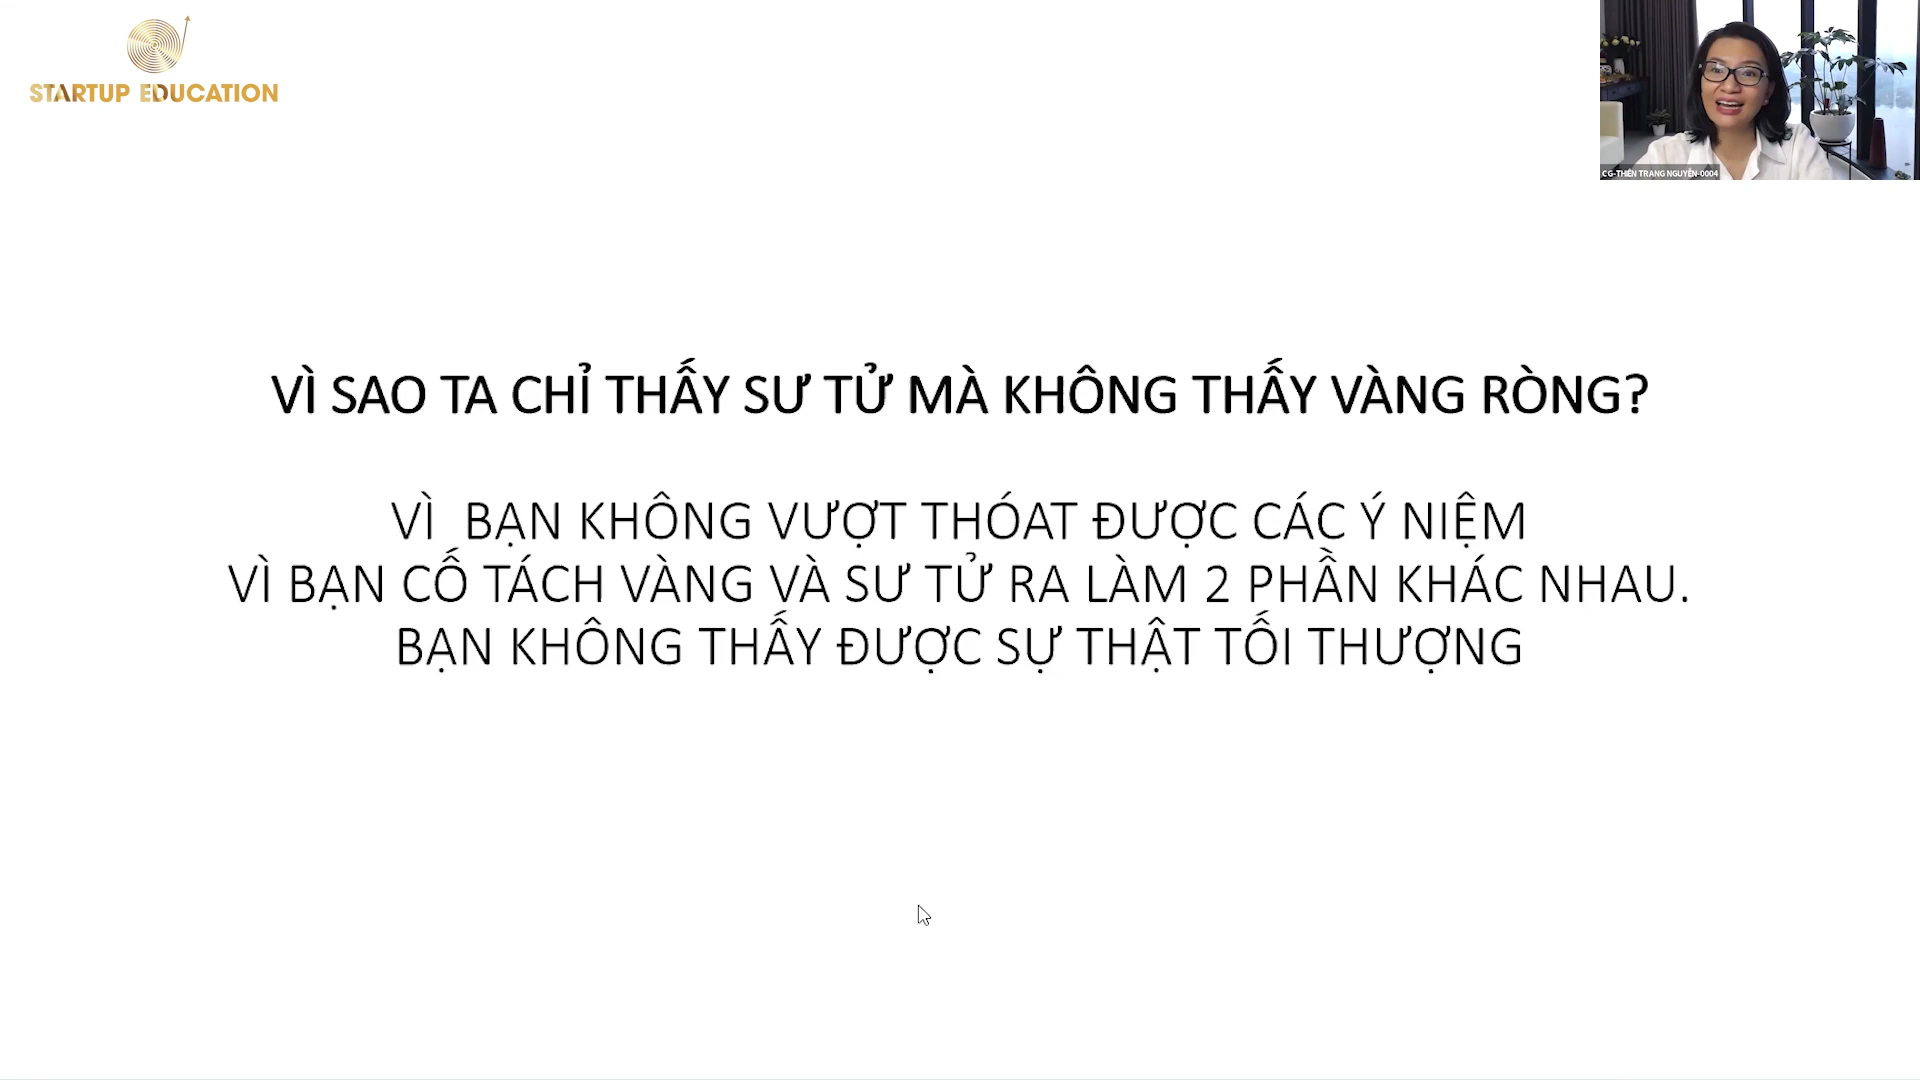 STARTUP EDUCATION
CG-THIÊN TRANG NGUYỄN-0004
VÌ SAO TA CHỈ THẤY SƯ TỬ MÀ KHÔNG THẤY VÀNG RÒNG?
VÌ BẠN KHÔNG VƯỢT THÓAT ĐƯỢC CÁC Ý NIỆM
VÌ BẠN CỐ TÁCH VÀNG VÀ SƯ TỬ RA LÀM 2 PHẦN KHÁC NHAU.
BẠN KHÔNG THẤY ĐƯỢC SỰ THẬT TỐI THƯỢNG